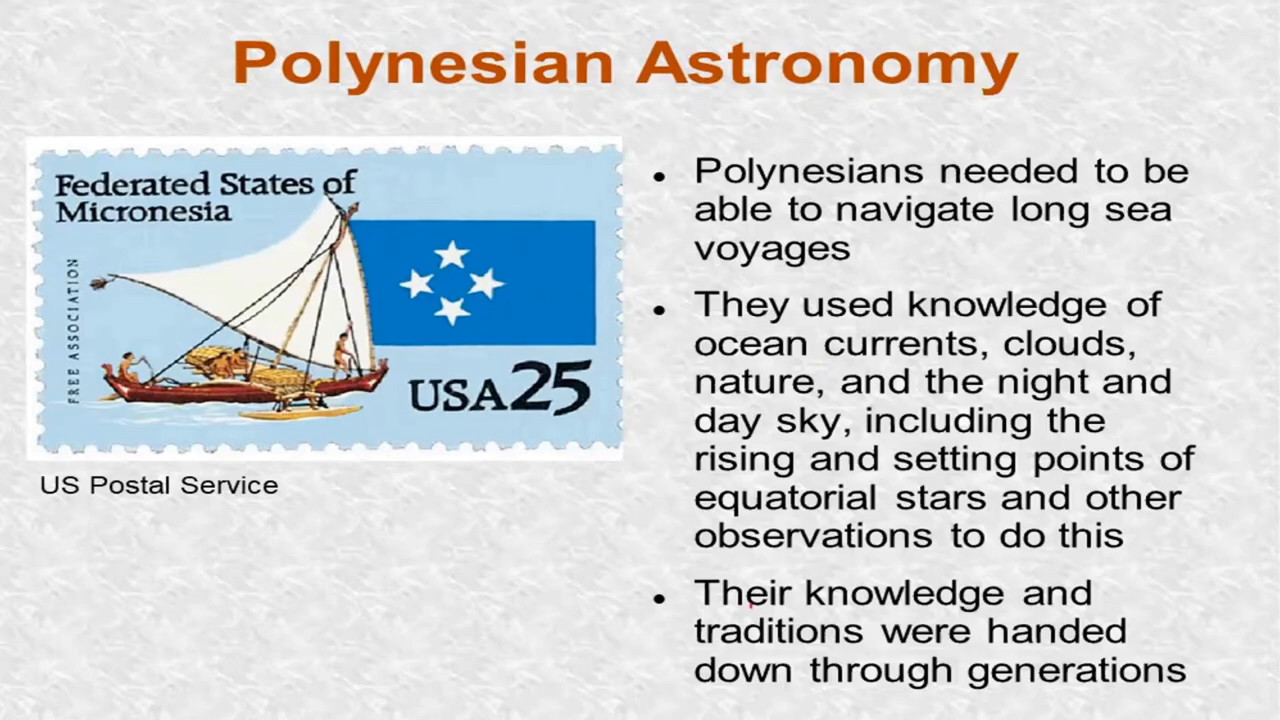 Polynesian Astronomy
Federated States of
Micronesia
FREE ASSOCIATION
USA25
US Postal Service
• Polynesians needed to be
able to navigate long sea
voyages
• They used knowledge of
ocean currents, clouds,
nature, and the night and
day sky, including the
rising and setting points of
equatorial stars and other
observations to do this
• Their knowledge and
traditions were handed
down through generations